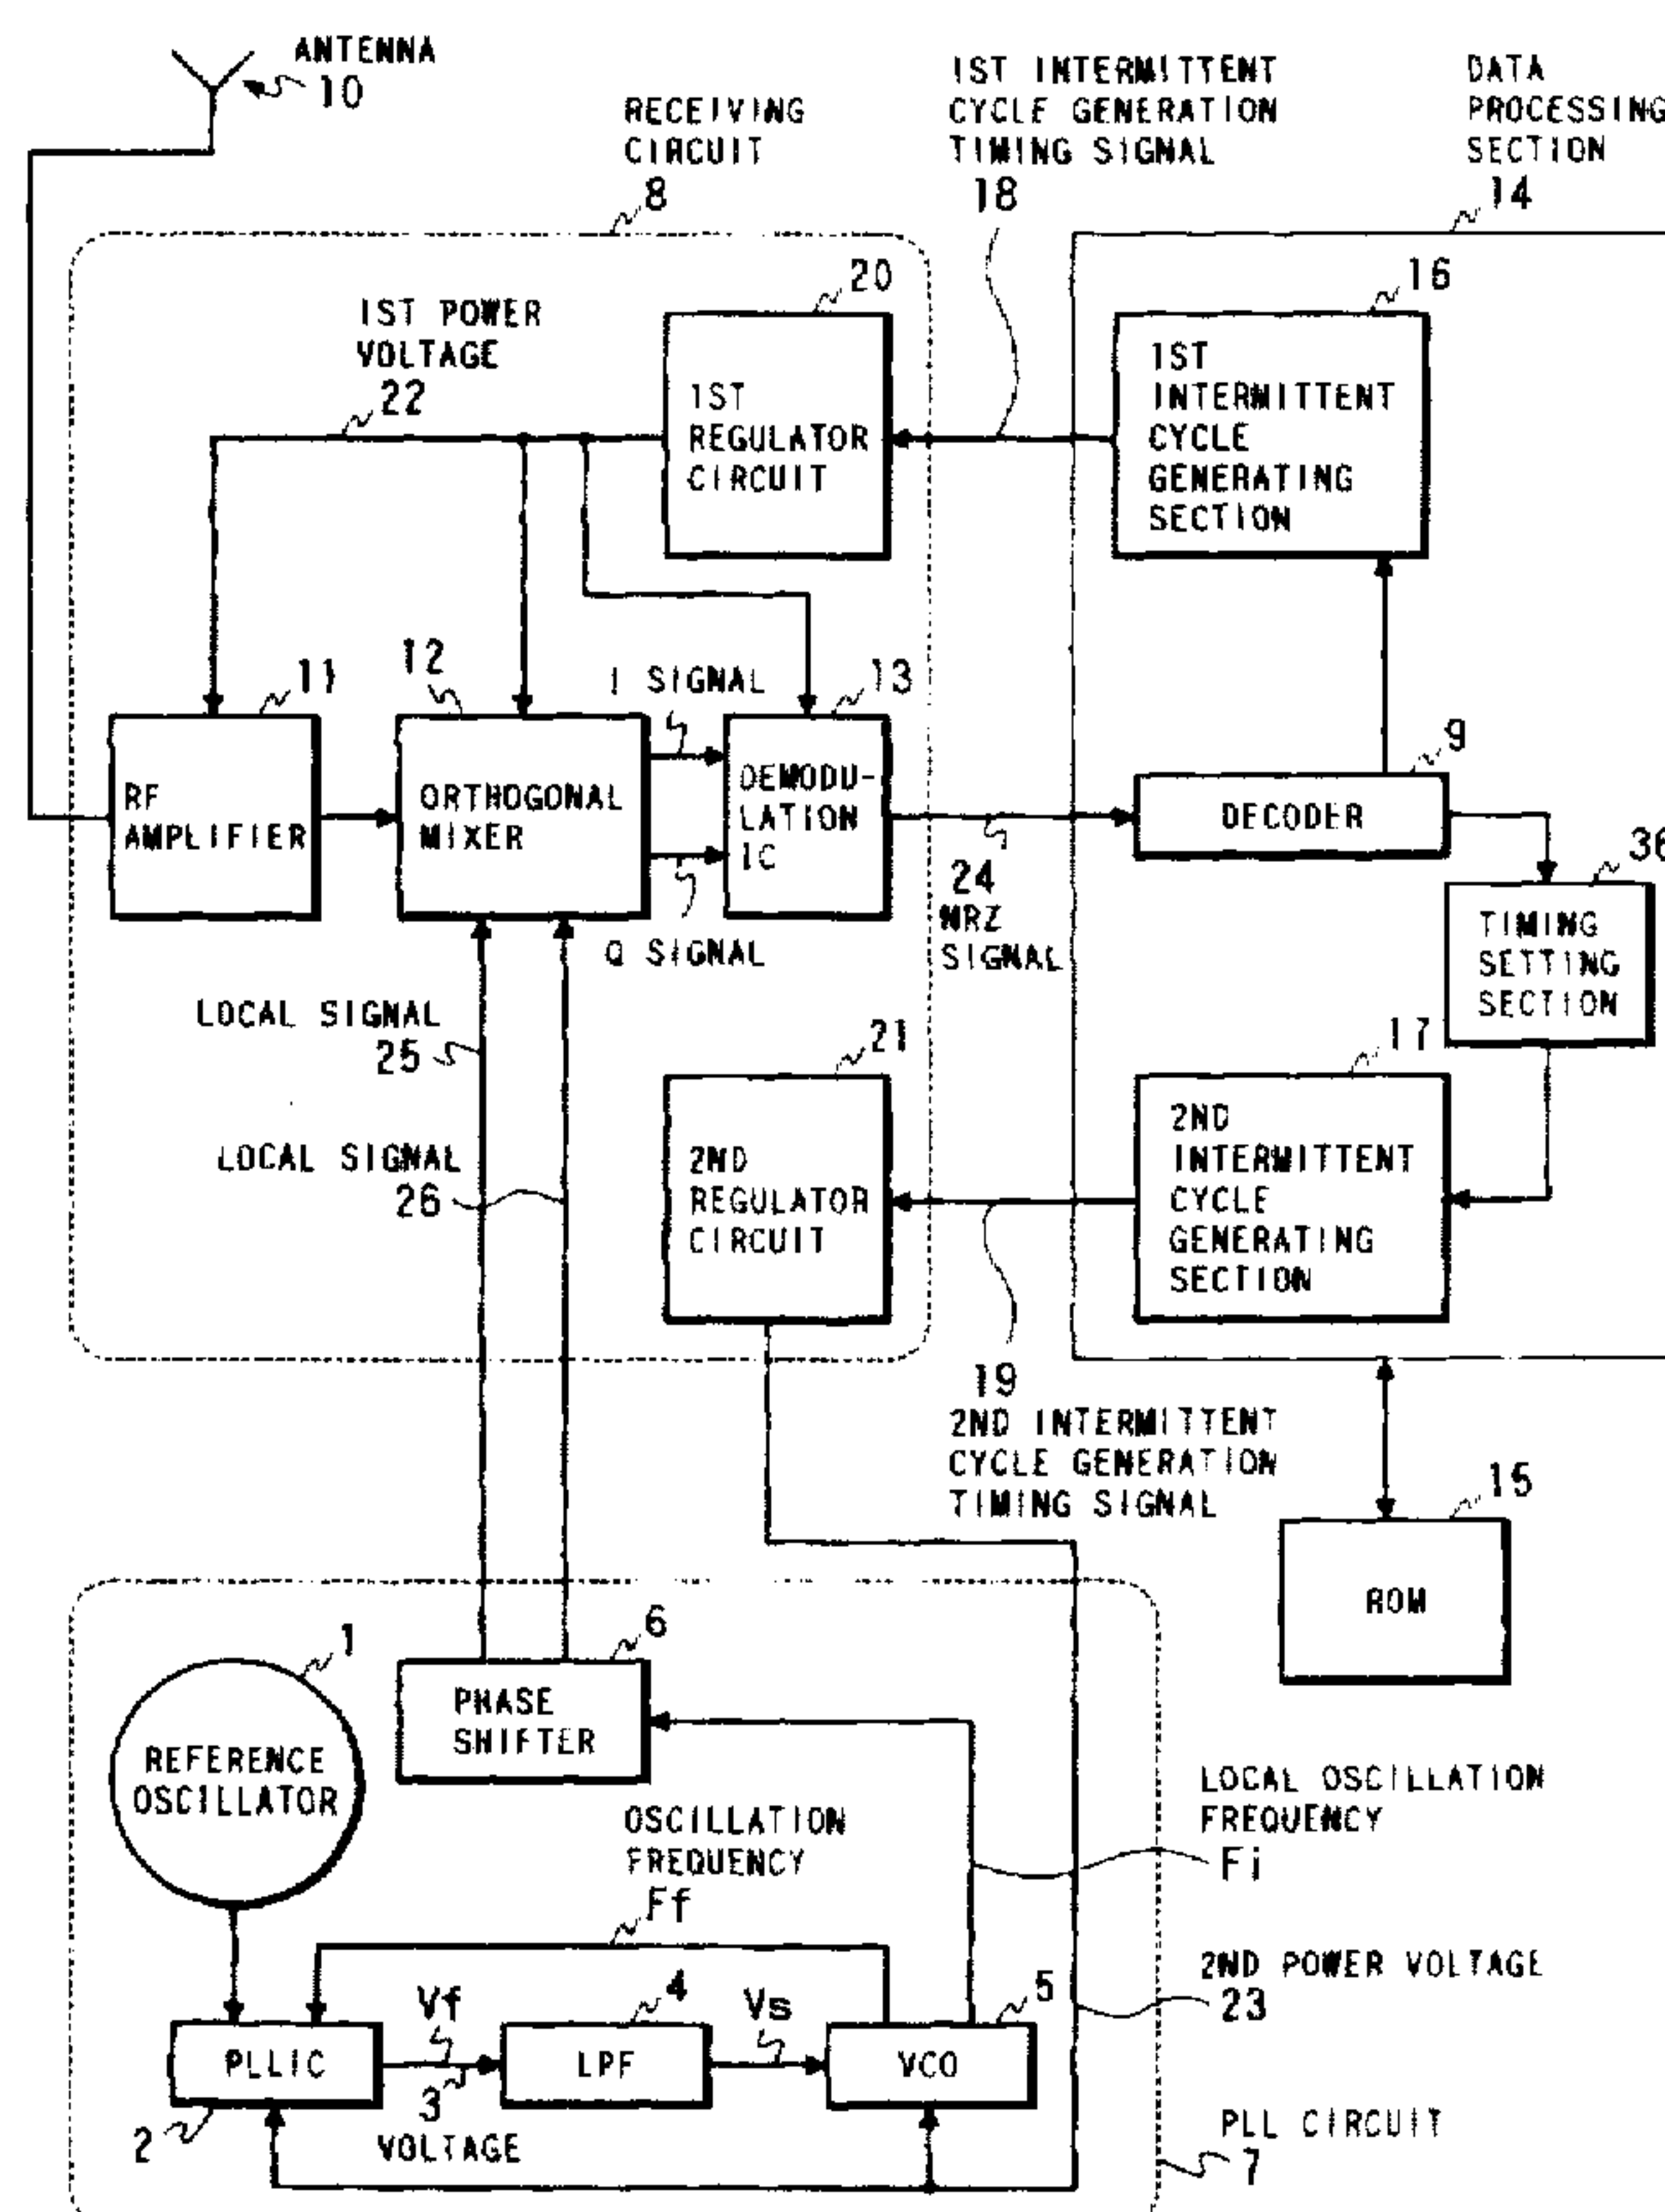 ANTENNA
10
RECEIVING
CIRCUIT
8
1ST INTERMITTENT
CYCLE GENERATION
TIMING SIGNAL
18
DATA
PROCESSING
SECTION
14
1ST POWER
VOLTAGE
22
20
1ST
REGULATOR
CIRCUIT
16
1ST
INTERMITTENT
CYCLE
GENERATING
SECTION
11
RF
AMPLIFIER
12
ORTHOGONAL
MIXER
I SIGNAL
Q SIGNAL
13
DEMODU-
LATION
IC
24
NRZ
SIGNAL
9
DECODER
36
TIMING
SETTING
SECTION
LOCAL SIGNAL
25
LOCAL SIGNAL
26
21
2ND
REGULATOR
CIRCUIT
17
2ND
INTERMITTENT
CYCLE
GENERATING
SECTION
19
2ND INTERMITTENT
CYCLE GENERATION
TIMING SIGNAL
15
ROM
1
REFERENCE
OSCILLATOR
6
PHASE
SHIFTER
OSCILLATION
FREQUENCY
Ff
LOCAL OSCILLATION
FREQUENCY
Fi
2ND POWER VOLTAGE
23
PLLIC
2
Vf
3
VOLTAGE
4
LPF
Vs
5
VCO
PLL CIRCUIT
7